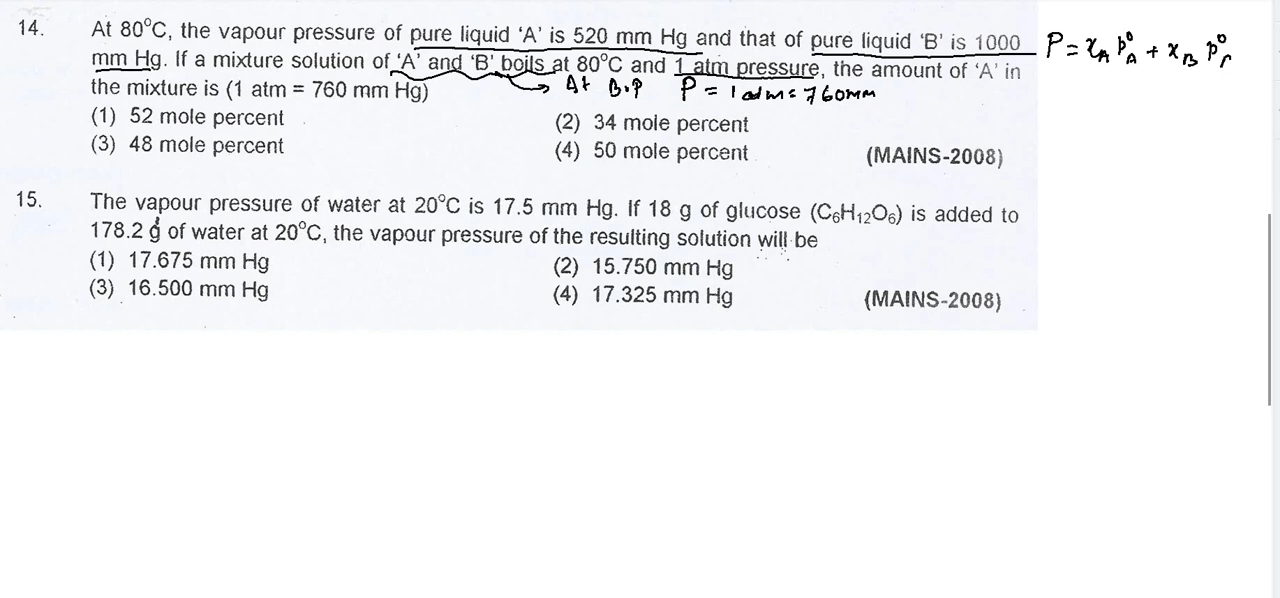 14. At 80°C, the vapour pressure of pure liquid 'A' is 520 mm Hg and that of pure liquid 'B' is 1000
P = xA p°A + xB p°
mm Hg. If a mixture solution of 'A' and 'B' boils at 80°C and 1 atm pressure, the amount of 'A' in
the mixture is (1 atm = 760 mm Hg)
→ At B.P P = 1 atm = 760mm
(1) 52 mole percent (2) 34 mole percent
(3) 48 mole percent (4) 50 mole percent (MAINS-2008)
15. The vapour pressure of water at 20°C is 17.5 mm Hg. If 18 g of glucose (C₆H₁₂O₆) is added to
178.2 g of water at 20°C, the vapour pressure of the resulting solution will be
(1) 17.675 mm Hg (2) 15.750 mm Hg
(3) 16.500 mm Hg (4) 17.325 mm Hg (MAINS-2008)